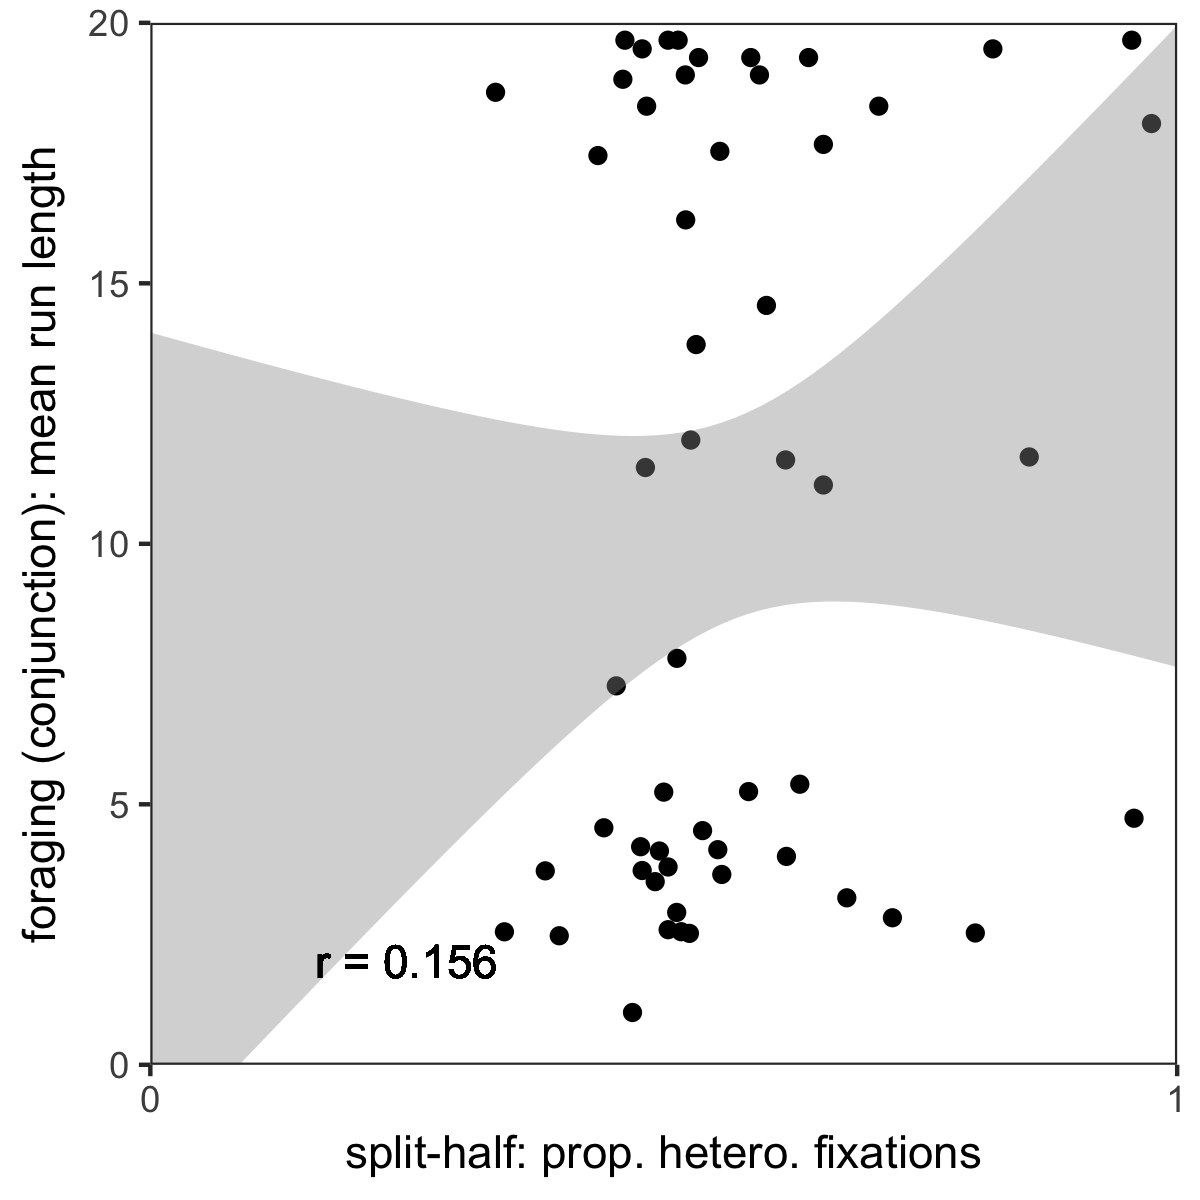 20
15
10
5
0
foraging (conjunction): mean run length
r = 0.156
0
1
split-half: prop. hetero. fixations